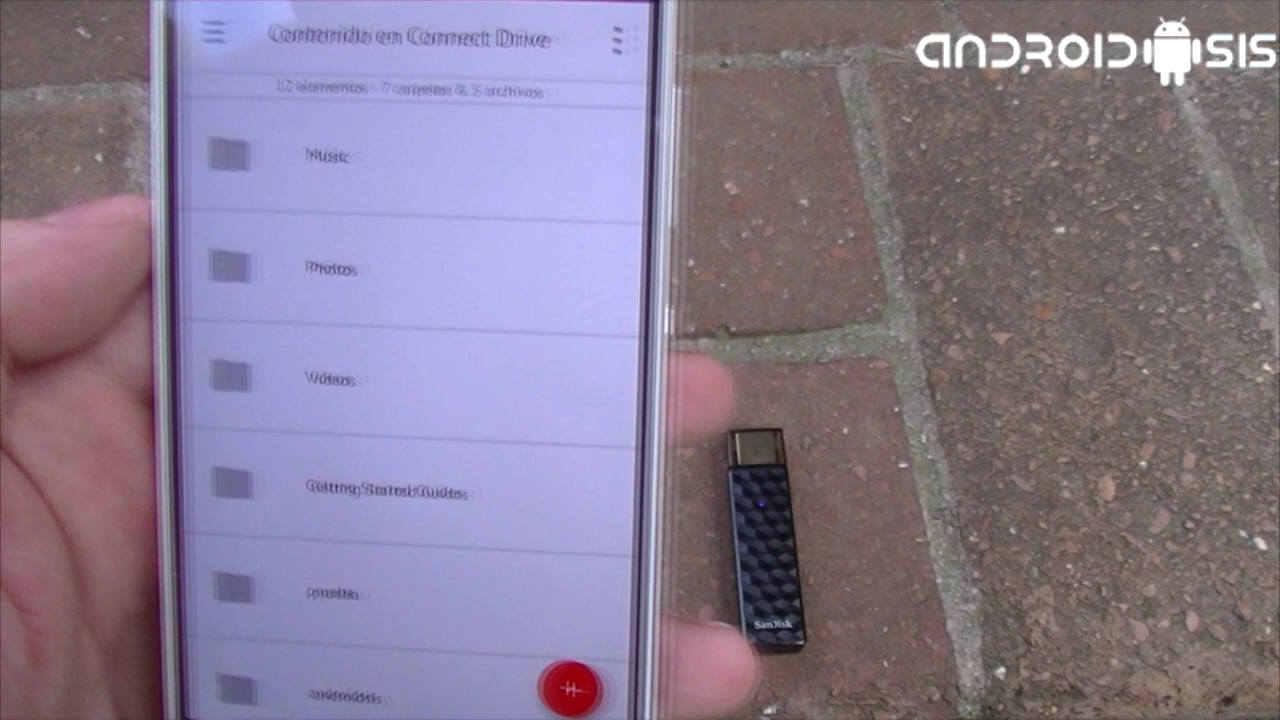 Contenido en Connect Drive
12 elementos - 7 carpetas & 5 archivos
Music
Photos
Videos
Getting Started Guides
prueba
androidsis
SanDisk
ANDROIDSIS